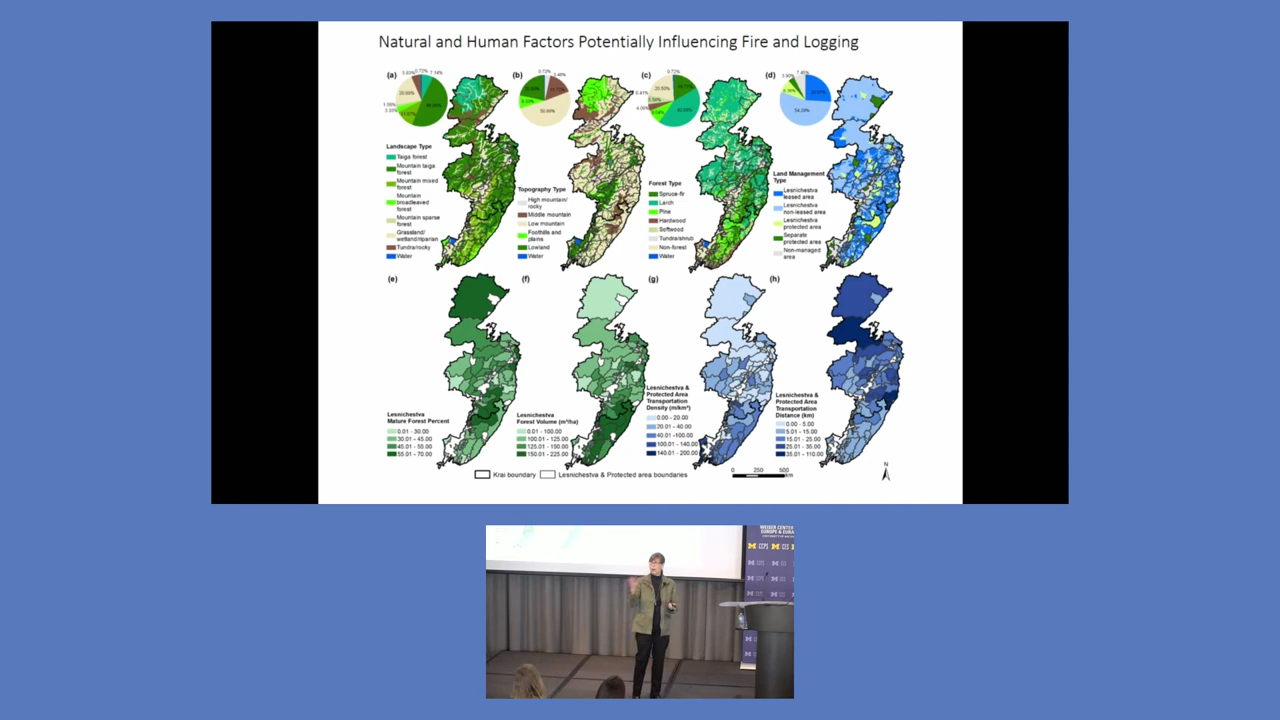 Natural and Human Factors Potentially Influencing Fire and Logging
(a)
(b)
(c)
(d)
Landscape Type
Taiga forest
Mountain taiga
forest
Mountain mixed
forest
Mountain
broadleaved
forest
Mountain sparse
forest
Grassland/
wetland/riparian
Tundra/rocky
Water
Topography Type
High mountain/
rocky
Middle mountain
Low mountain
Foothills and
plains
Lowland
Water
Forest Type
Spruce-fir
Larch
Pine
Hardwood
Softwood
Tundra/shrub
Non-forest
Water
Land Management
Type
Lesnichestva
leased area
Lesnichestva
non-leased area
Lesnichestva
protected area
Separate
protected area
Non-managed
area
(e)
(f)
(g)
(h)
Lesnichestva
Mature Forest Percent
0.01 - 30.00
30.01 - 45.00
45.01 - 55.00
55.01 - 70.00
Lesnichestva
Forest Volume (m³/ha)
0.01 - 100.00
100.01 - 125.00
125.01 - 150.00
150.01 - 225.00
Lesnichestva &
Protected Area
Transportation
Density (m/km²)
0.00 - 20.00
20.01 - 40.00
40.01 -100.00
100.01 - 140.00
140.01 - 200.00
Lesnichestva &
Protected Area
Transportation
Distance (km)
0.00 - 5.00
5.01 - 15.00
15.01 - 25.00
25.01 - 35.00
35.01 - 110.00
Krai boundary
Lesnichestva & Protected area boundaries
0 250 500
km
N
WEISER CENTER